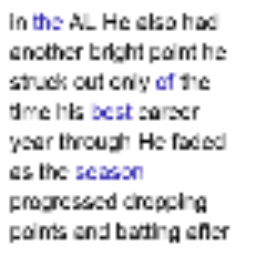 in the AL He also had
another bright point he
struck out only of the
time his best career
year through He faded
as the season
progressed dropping
points and batting after